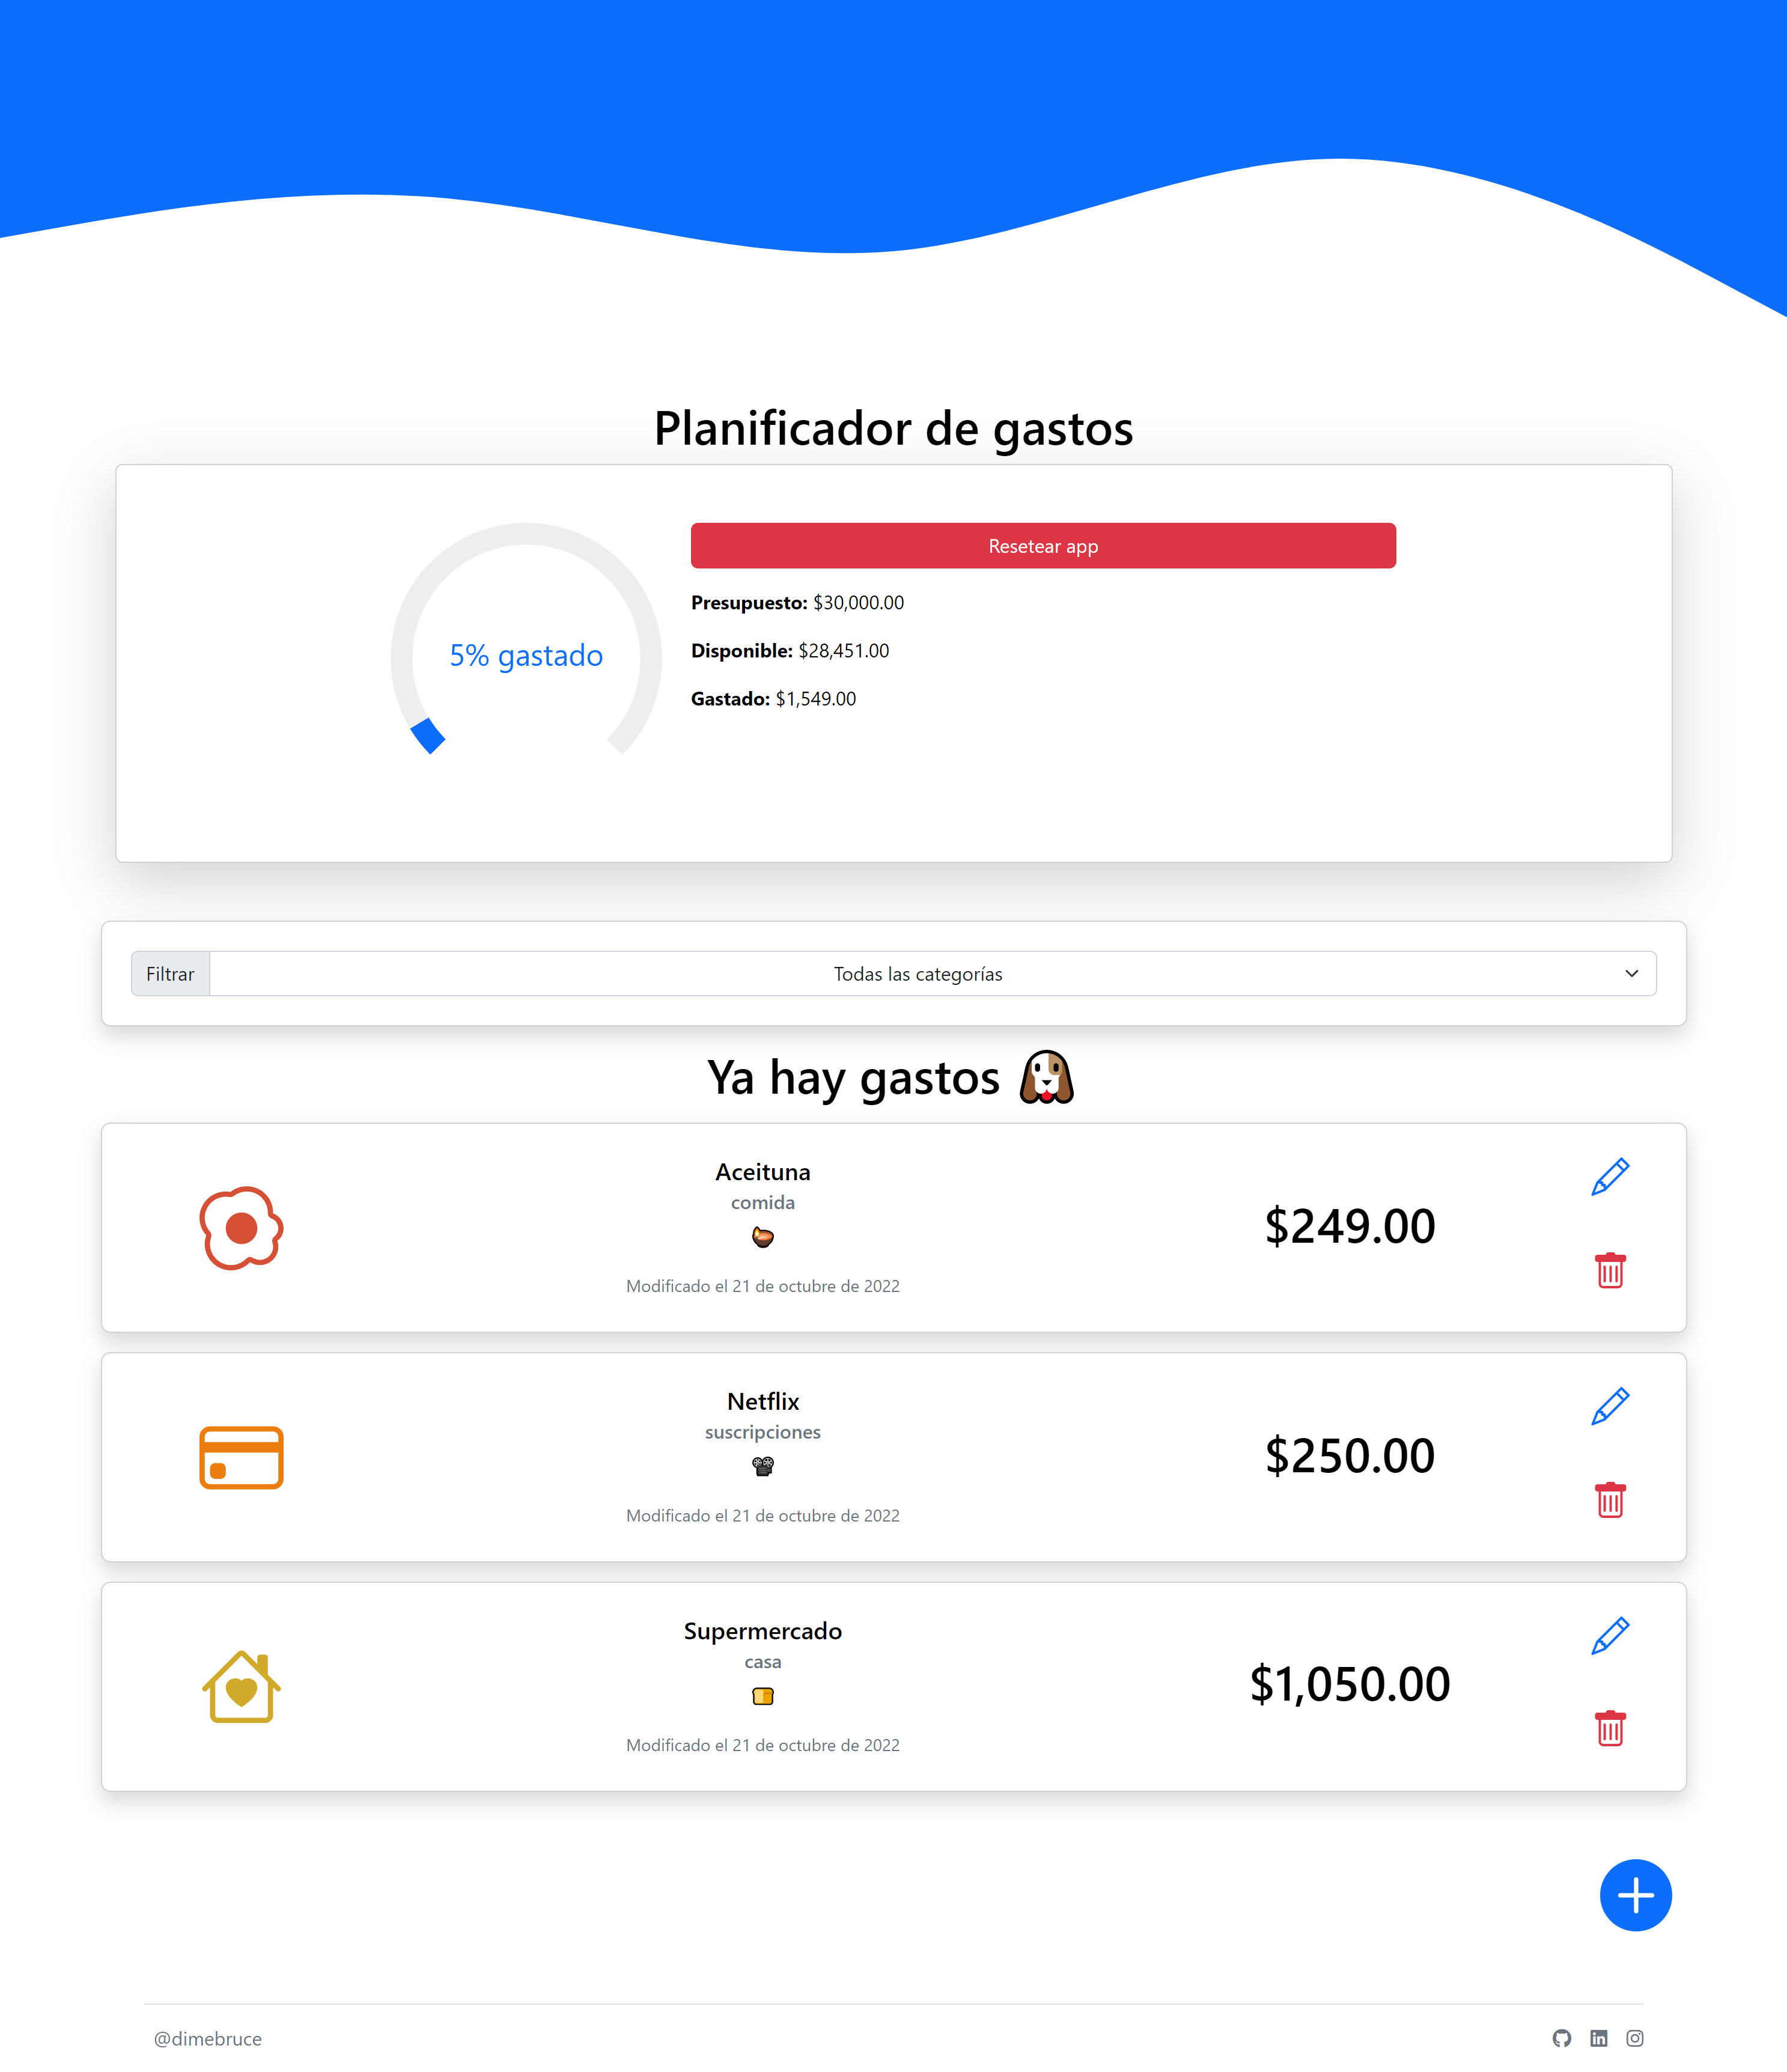 Planificador de gastos
5% gastado
Resetear app
Presupuesto: $30,000.00
Disponible: $28,451.00
Gastado: $1,549.00
Filtrar
Todas las categorías
Ya hay gastos
Aceituna
comida
Modificado el 21 de octubre de 2022
$249.00
Netflix
suscripciones
Modificado el 21 de octubre de 2022
$250.00
Supermercado
casa
Modificado el 21 de octubre de 2022
$1,050.00
@dimebruce